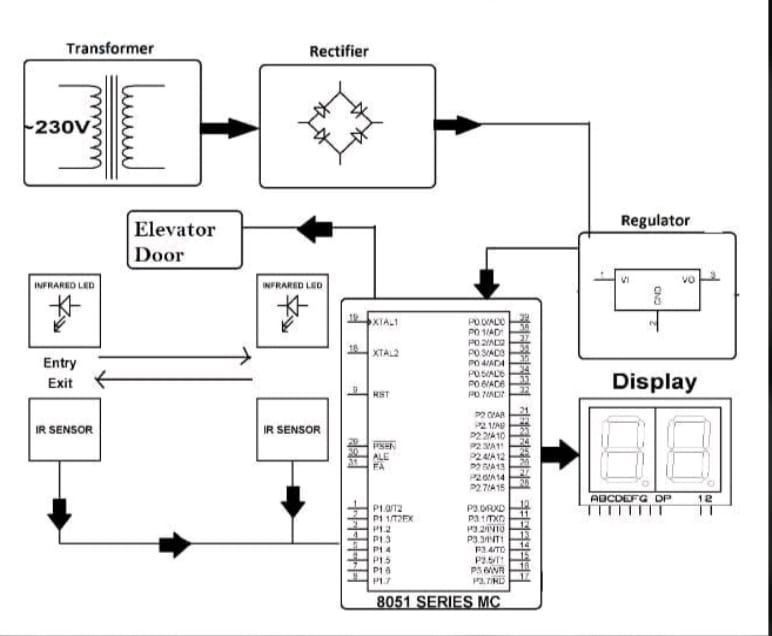 Transformer
Rectifier
~230V
Regulator
Elevator
Door
1
VI
VO
3
GND
2
INFRARED LED
INFRARED LED
Entry
Exit
IR SENSOR
IR SENSOR
Display
ABCDEFG DP
12
19
XTAL1
18
XTAL2
9
RST
29
PSEN
30
ALE
31
EA
1
P1.0/T2
2
P1.1/T2EX
3
P1.2
4
P1.3
5
P1.4
6
P1.5
7
P1.6
8
P1.7
P0.0/AD0
39
P0.1/AD1
38
P0.2/AD2
37
P0.3/AD3
36
P0.4/AD4
35
P0.5/AD5
34
P0.6/AD6
33
P0.7/AD7
32
P2.0/A8
21
P2.1/A9
22
P2.2/A10
23
P2.3/A11
24
P2.4/A12
25
P2.5/A13
26
P2.6/A14
27
P2.7/A15
28
P3.0/RXD
10
P3.1/TXD
11
P3.2/INT0
12
P3.3/INT1
13
P3.4/T0
14
P3.5/T1
15
P3.6/WR
16
P3.7/RD
17
8051 SERIES MC